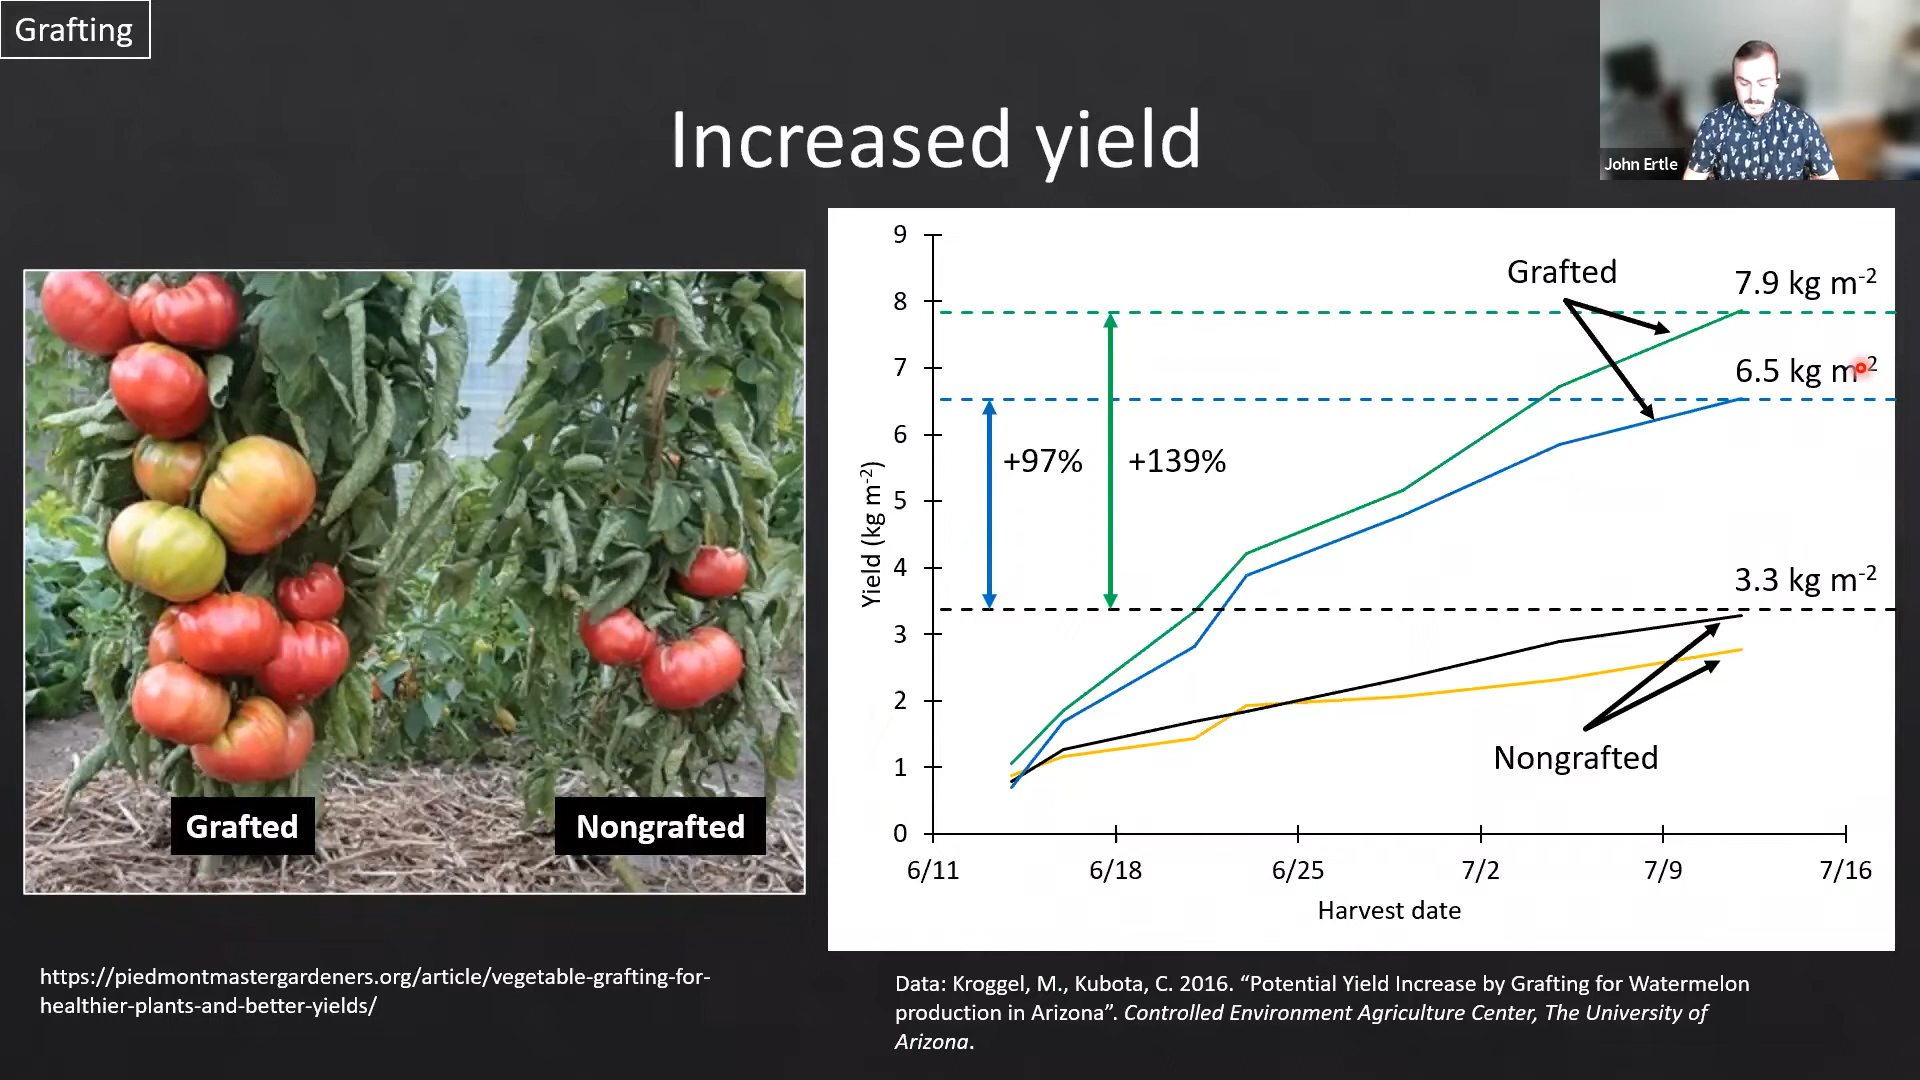 Grafting
Increased yield
John Ertle
Grafted
Nongrafted
9
8
7
6
5
4
3
2
1
0
Yield (kg m-2)
6/11
6/18
6/25
7/2
7/9
7/16
Harvest date
Grafted
7.9 kg m-2
6.5 kg m-2
+97%
+139%
3.3 kg m-2
Nongrafted
https://piedmontmastergardeners.org/article/vegetable-grafting-for-
healthier-plants-and-better-yields/
Data: Kroggel, M., Kubota, C. 2016. “Potential Yield Increase by Grafting for Watermelon
production in Arizona”. Controlled Environment Agriculture Center, The University of
Arizona.